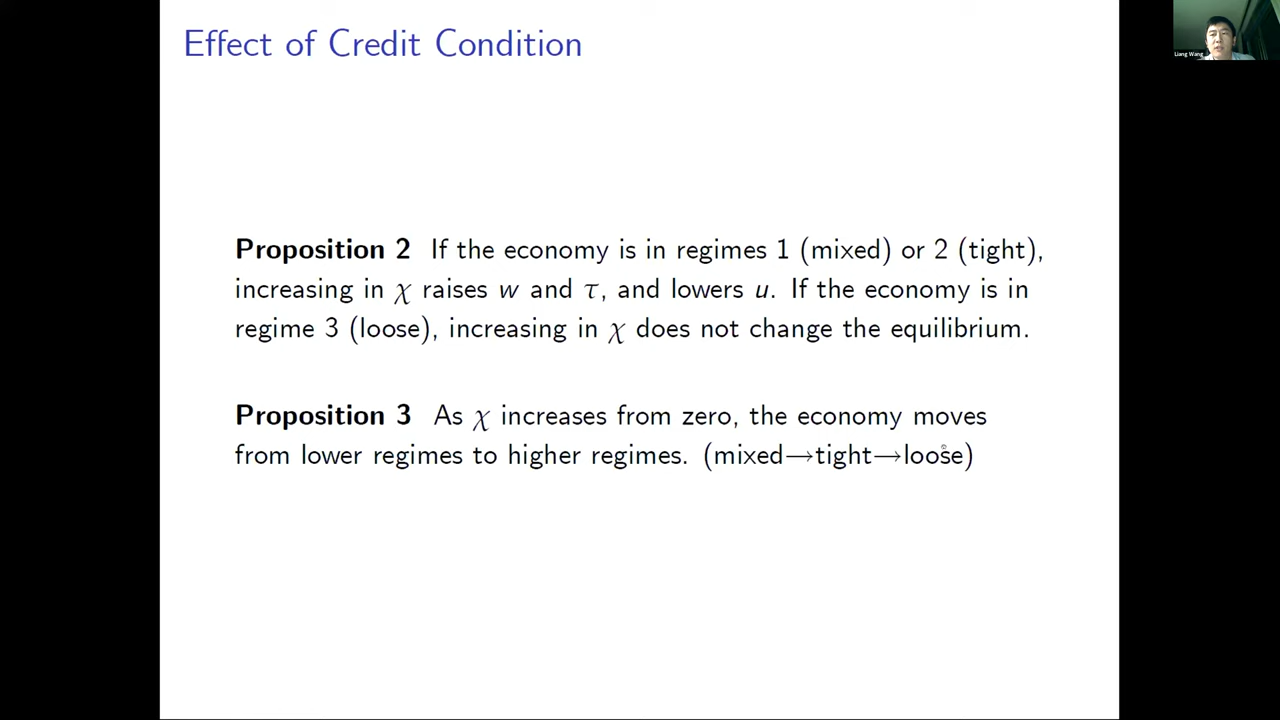 Effect of Credit Condition
Liang Wang
Proposition 2 If the economy is in regimes 1 (mixed) or 2 (tight),
increasing in χ raises w and τ, and lowers u. If the economy is in
regime 3 (loose), increasing in χ does not change the equilibrium.
Proposition 3 As χ increases from zero, the economy moves
from lower regimes to higher regimes. (mixed→tight→loose)